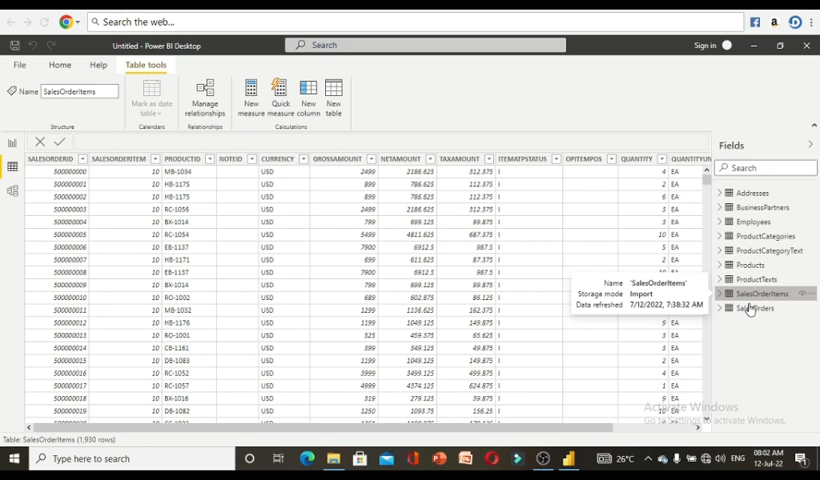 Search the web...
Untitled - Power BI Desktop
Search
Sign in
File Home Help Table tools
Name SalesOrderItems
Mark as date table
Manage relationships
New measure
Quick measure
New column
New table
Structure Calendars Relationships Calculations
Fields
Search
Addresses
BusinessPartners
Employees
ProductCategories
ProductCategoryText
Products
ProductTexts
SalesOrderItems
SalesOrders
Name 'SalesOrderItems'
Storage mode Import
Data refreshed 7/12/2022, 7:38:32 AM
SALESORDERID SALESORDERITEM PRODUCTID NOTEID CURRENCY GROSSAMOUNT NETAMOUNT TAXAMOUNT ITEMATPSTATUS OPITEMPOS QUANTITY QUANTITYUN
500000000 10 MB-1034 USD 2499 2186.625 312.375 I 4 EA
500000001 10 HB-1175 USD 899 786.625 112.375 I 2 EA
500000002 10 HB-1175 USD 899 786.625 112.375 I 6 EA
500000003 10 RC-1056 USD 2499 2186.625 312.375 I 3 EA
500000004 10 BX-1014 USD 799 699.125 99.875 I 3 EA
500000005 10 RC-1054 USD 5499 4811.625 687.375 I 10 EA
500000006 10 EB-1137 USD 7900 6912.5 987.5 I 5 EA
500000007 10 HB-1171 USD 699 611.625 87.375 I 2 EA
500000008 10 EB-1137 USD 7900 6912.5 987.5 I
500000009 10 BX-1014 USD 799 699.125 99.875 I
500000010 10 RO-1002 USD 689 602.875 86.125 I
500000011 10 MB-1032 USD 1299 1136.625 162.375 I
500000012 10 HB-1176 USD 1199 1049.125 149.875 I 9 EA
500000013 10 RO-1001 USD 525 459.375 65.625 I 3 EA
500000014 10 CB-1161 USD 399 349.125 49.875 I 3 EA
500000015 10 DB-1083 USD 1199 1049.125 149.875 I 2 EA
500000016 10 RC-1052 USD 3999 3499.125 499.875 I 4 EA
500000017 10 RC-1057 USD 4999 4374.125 624.875 I 1 EA
500000018 10 BX-1016 USD 319 279.125 39.875 I 9 EA
500000019 10 DB-1082 USD 1250 1093.75 156.25 I 10 EA
Activate Windows
Go to Settings to activate Windows.
Table: SalesOrderItems (1,930 rows)
Type here to search
26°C
ENG
08:02 AM
12-Jul-22